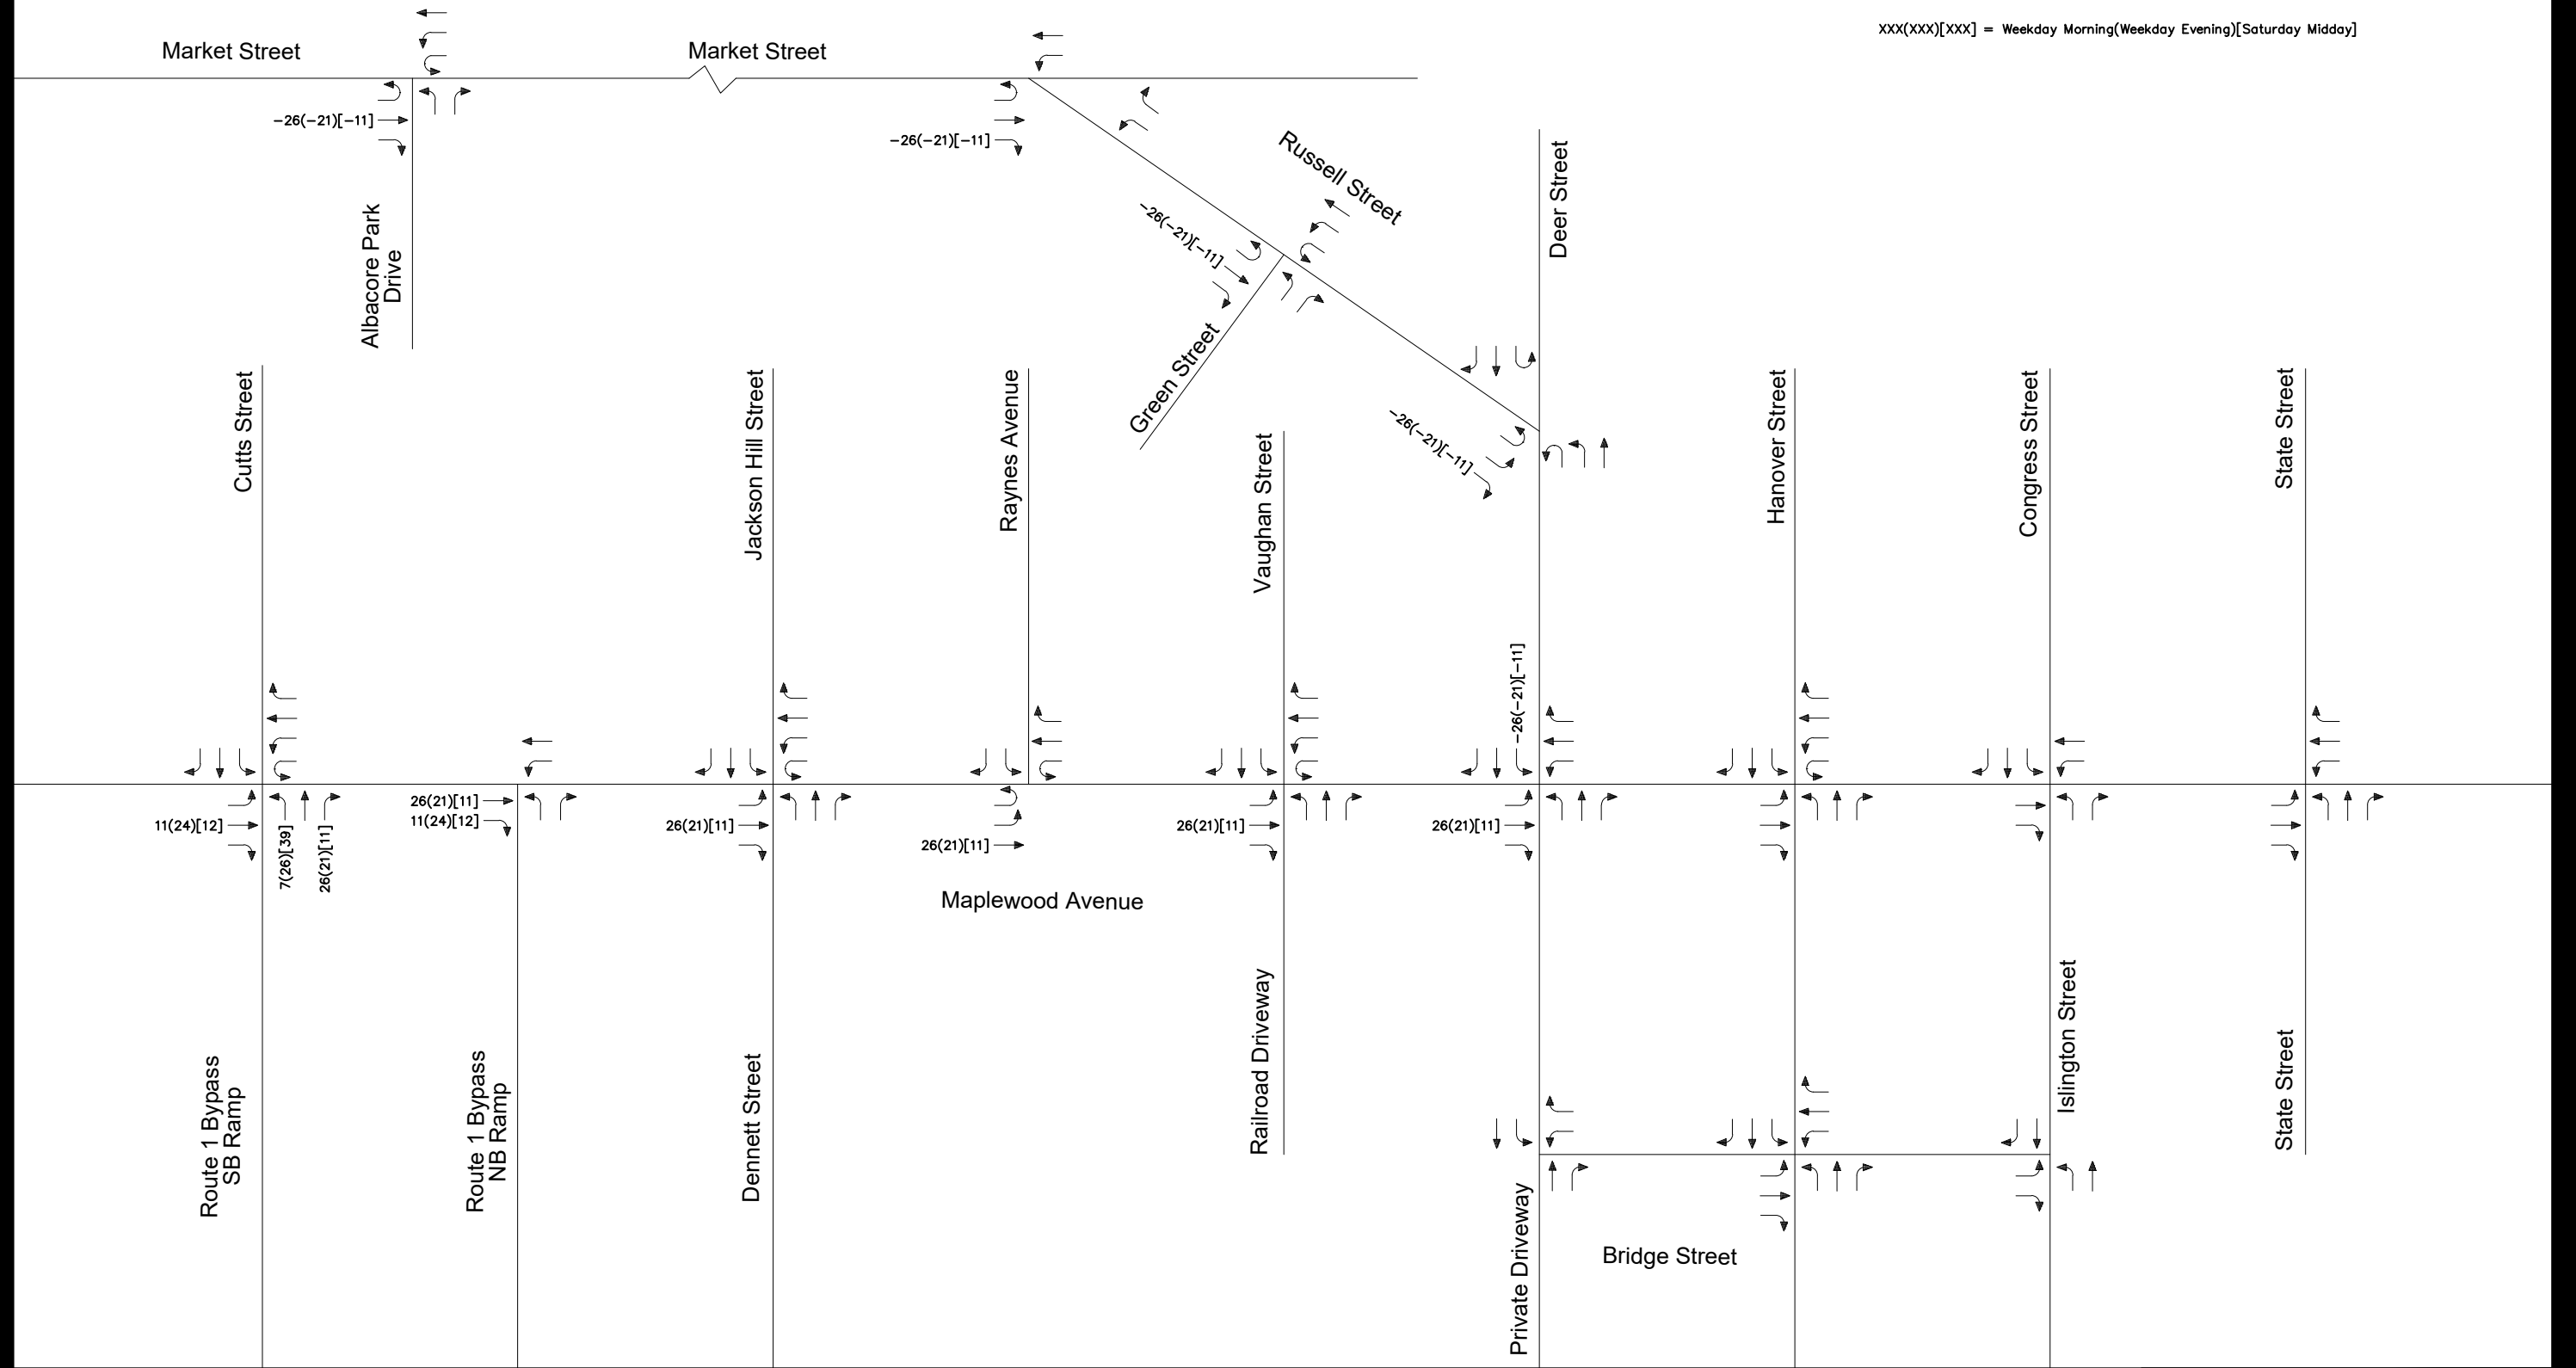 XXX(XXX)[XXX] = Weekday Morning(Weekday Evening)[Saturday Midday]
Market Street
Market Street
-26(-21)[-11]
-26(-21)[-11]
Albacore Park
Drive
Russell Street
-26(-21)[-11]
Green Street
Deer Street
-26(-21)[-11]
Cutts Street
Jackson Hill Street
Raynes Avenue
Vaughan Street
Hanover Street
Congress Street
State Street
-26(-21)[-11]
11(24)[12]
7(26)[39]
26(21)[11]
26(21)[11]
11(24)[12]
26(21)[11]
26(21)[11]
26(21)[11]
26(21)[11]
Maplewood Avenue
Route 1 Bypass
SB Ramp
Route 1 Bypass
NB Ramp
Dennett Street
Railroad Driveway
Private Driveway
Bridge Street
Islington Street
State Street